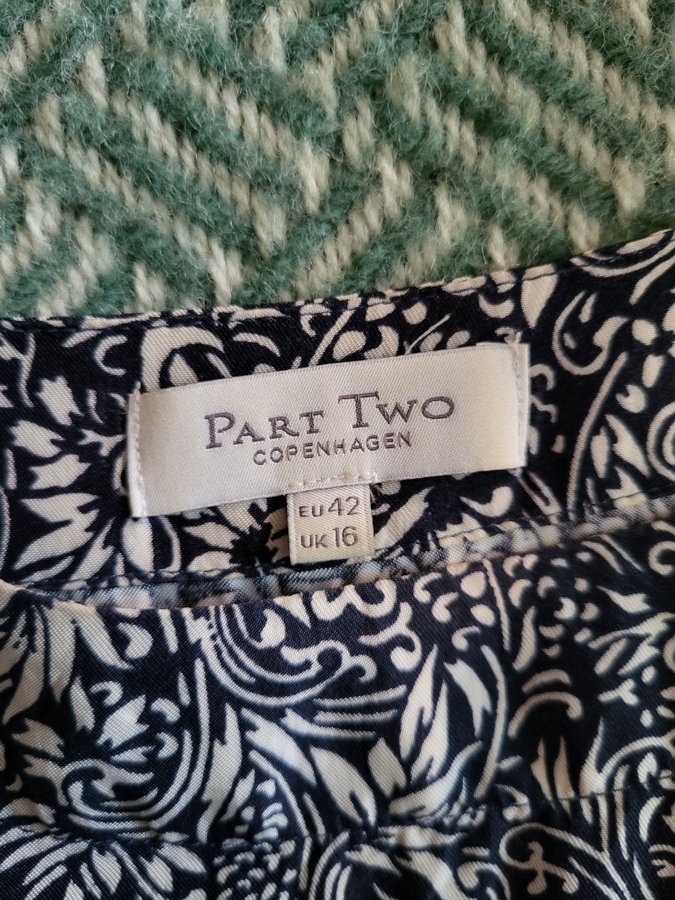 PART TWO
COPENHAGEN
EU 42
UK 16